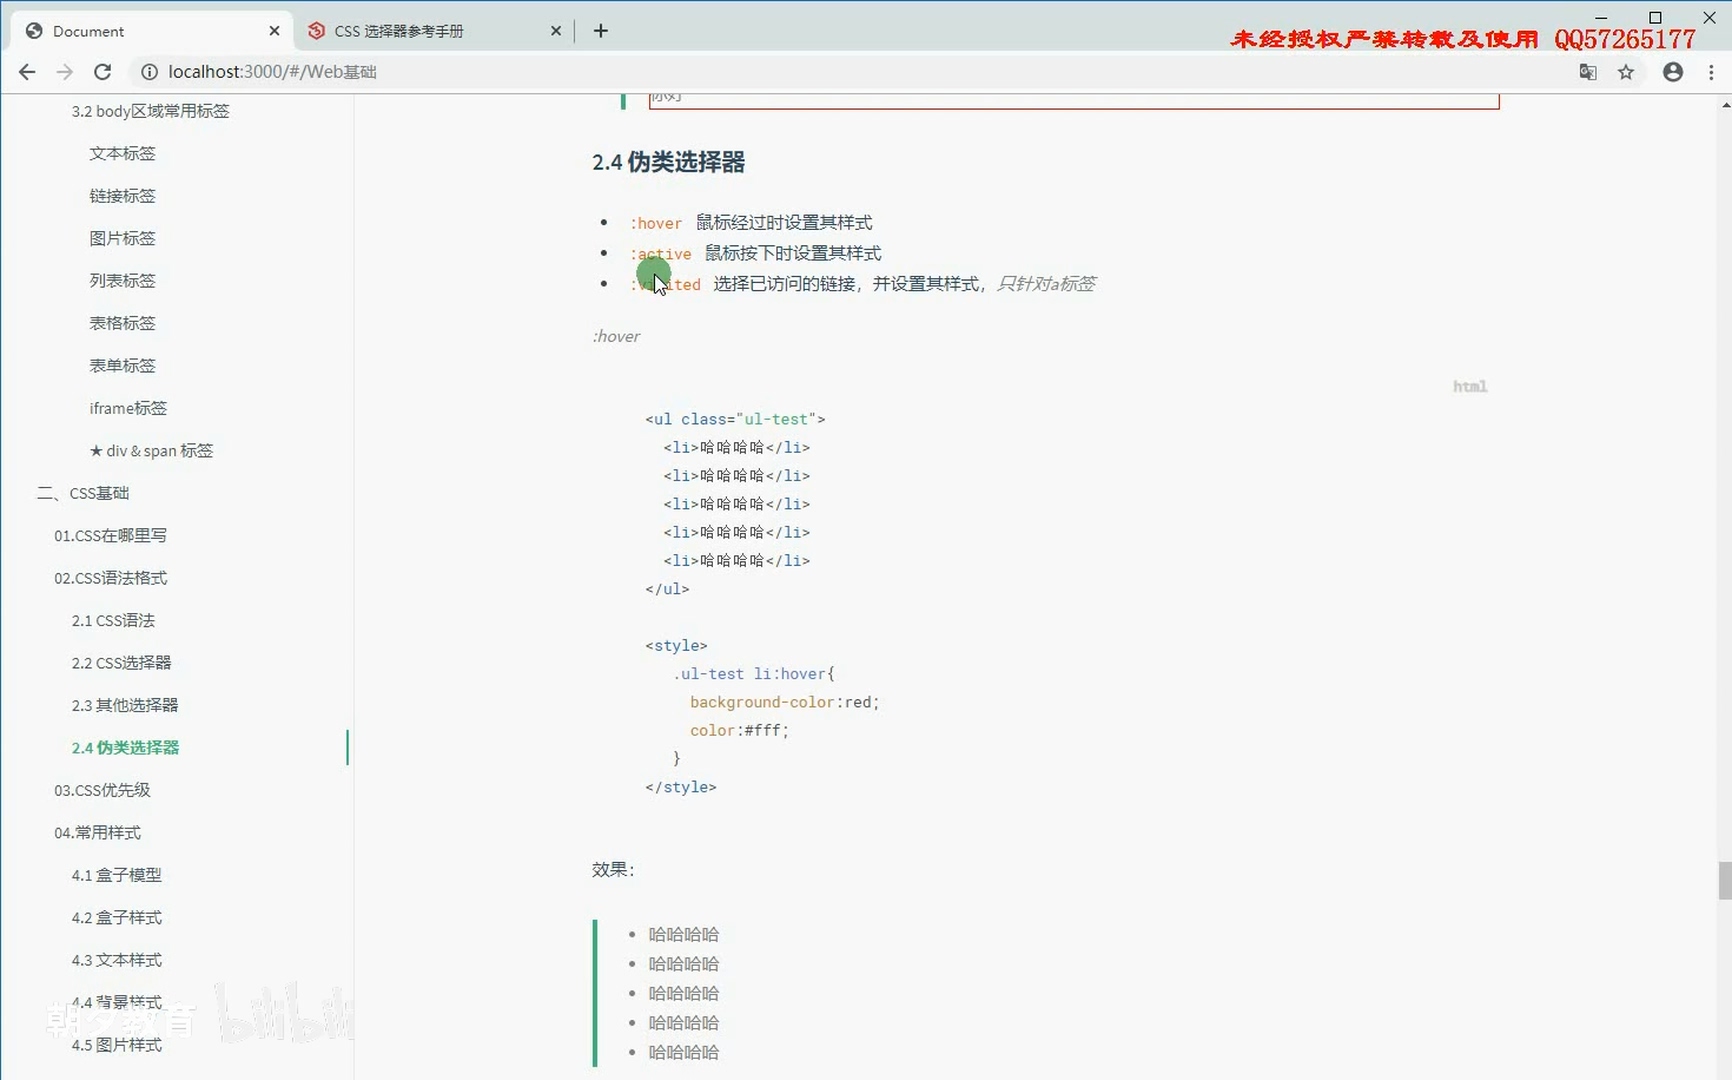 Document
CSS 选择器参考手册
未经授权严禁转载及使用 QQ57265177
localhost:3000/#/Web基础
3.2 body区域常用标签
文本标签
链接标签
图片标签
列表标签
表格标签
表单标签
iframe标签
★ div & span 标签
二、CSS基础
01.CSS在哪里写
02.CSS语法格式
2.1 CSS语法
2.2 CSS选择器
2.3 其他选择器
2.4 伪类选择器
03.CSS优先级
04.常用样式
4.1 盒子模型
4.2 盒子样式
4.3 文本样式
4.4 背景样式
4.5 图片样式
朝夕教育 bilibili
2.4 伪类选择器
:hover 鼠标经过时设置其样式
:active 鼠标按下时设置其样式
:visited 选择已访问的链接，并设置其样式，只针对a标签
:hover
html
<ul class="ul-test">
<li>哈哈哈哈</li>
<li>哈哈哈哈</li>
<li>哈哈哈哈</li>
<li>哈哈哈哈</li>
<li>哈哈哈哈</li>
</ul>
<style>
.ul-test li:hover{
background-color:red;
color:#fff;
}
</style>
效果：
哈哈哈哈
哈哈哈哈
哈哈哈哈
哈哈哈哈
哈哈哈哈